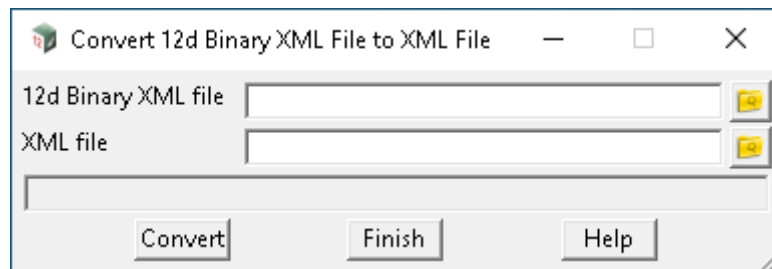 Convert 12d Binary XML File to XML File
12d Binary XML file
XML file
Convert Finish Help